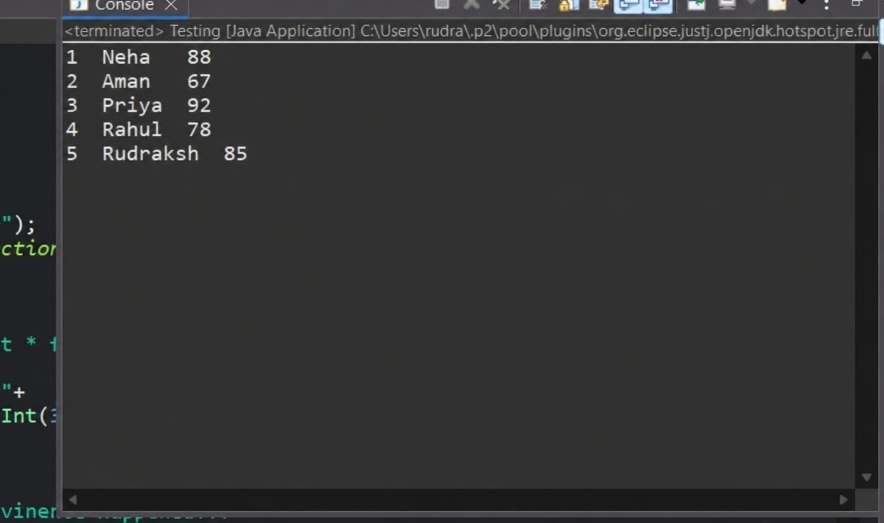 Console
<terminated> Testing [Java Application] C:\Users\rudra\.p2\pool\plugins\org.eclipse.justj.openjdk.hotspot.jre.full
1 Neha 88
2 Aman 67
3 Priya 92
4 Rahul 78
5 Rudraksh 85
");
ction
t * f
"+
Int(3